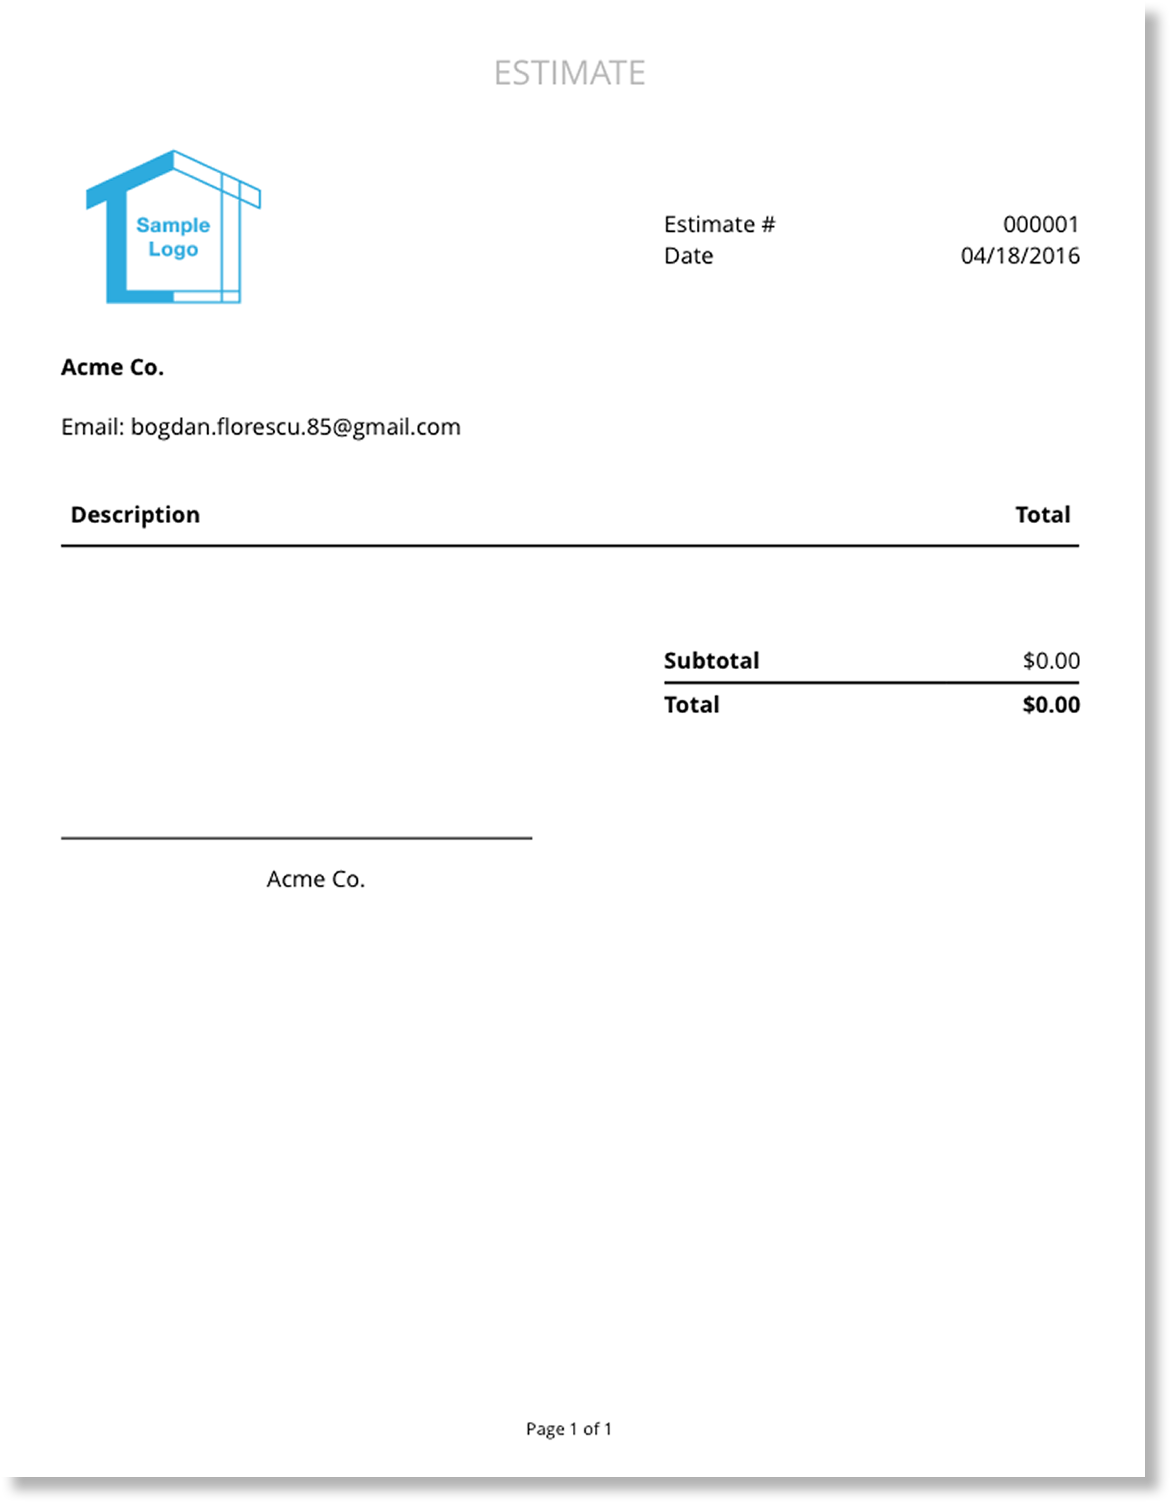 ESTIMATE
Sample
Logo
Estimate # 000001
Date 04/18/2016
Acme Co.
Email: bogdan.florescu.85@gmail.com
Description Total
Subtotal $0.00
Total $0.00
Acme Co.
Page 1 of 1